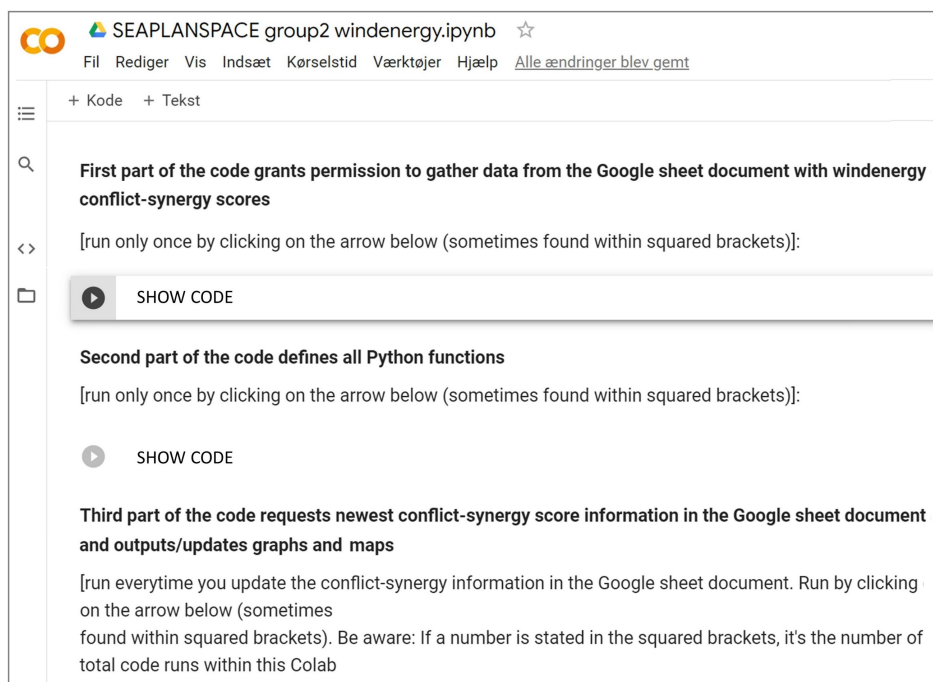 SEAPLANSPACE group2 windenergy.ipynb
Fil Rediger Vis Indsæt Kørselstid Værktøjer Hjælp Alle ændringer blev gemt
+ Kode + Tekst
First part of the code grants permission to gather data from the Google sheet document with windenergy
conflict-synergy scores
[run only once by clicking on the arrow below (sometimes found within squared brackets)]:
SHOW CODE
Second part of the code defines all Python functions
[run only once by clicking on the arrow below (sometimes found within squared brackets)]:
SHOW CODE
Third part of the code requests newest conflict-synergy score information in the Google sheet document
and outputs/updates graphs and maps
[run everytime you update the conflict-synergy information in the Google sheet document. Run by clicking
on the arrow below (sometimes
found within squared brackets). Be aware: If a number is stated in the squared brackets, it's the number of
total code runs within this Colab